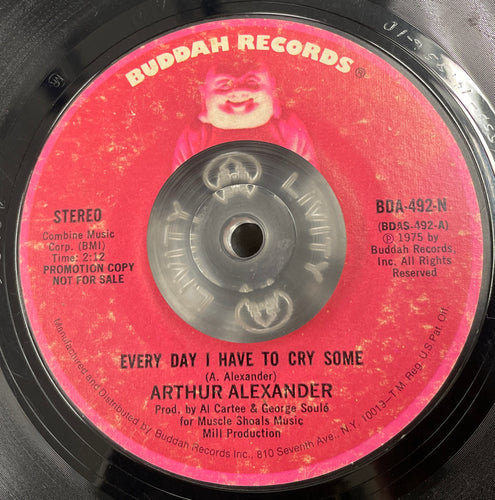 BUDDAH RECORDS®
STEREO
Combine Music
Corp. (BMI)
Time: 2:12
PROMOTION COPY
NOT FOR SALE
BDA-492-N
(BDAS-492-A)
Ⓟ 1975 by
Buddah Records,
Inc. All Rights
Reserved
LIVITY
LIVITY
EVERY DAY I HAVE TO CRY SOME
(A. Alexander)
ARTHUR ALEXANDER
Prod. by Al Cartee & George Soulé
for Muscle Shoals Music
Mill Production
Manufactured and Distributed by Buddah Records Inc., 810 Seventh Ave., N.Y. 10013-T.M. Reg. U.S. Pat. Off.